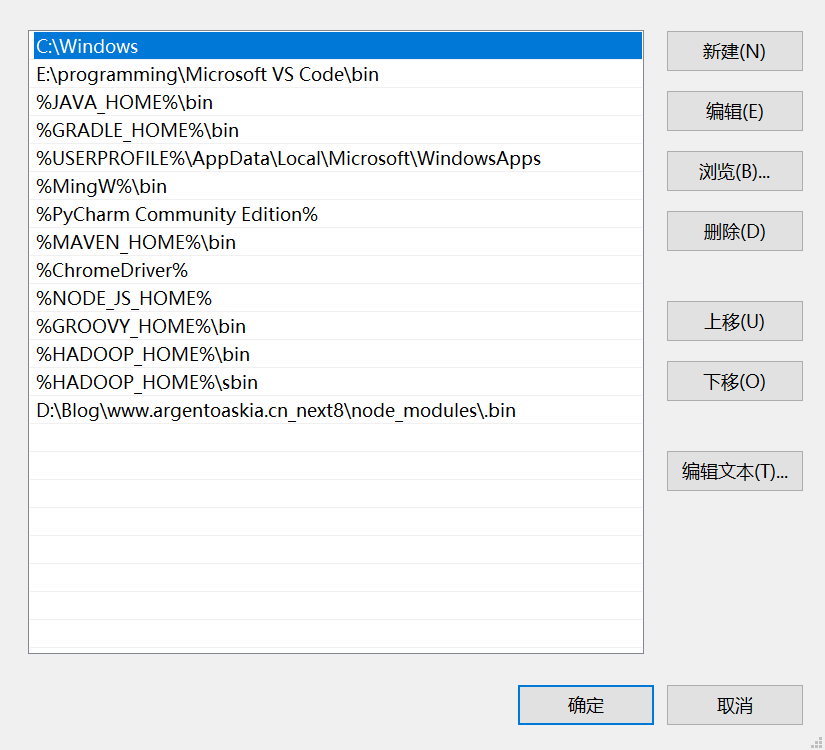 C:\Windows
E:\programming\Microsoft VS Code\bin
%JAVA_HOME%\bin
%GRADLE_HOME%\bin
%USERPROFILE%\AppData\Local\Microsoft\WindowsApps
%MingW%\bin
%PyCharm Community Edition%
%MAVEN_HOME%\bin
%ChromeDriver%
%NODE_JS_HOME%
%GROOVY_HOME%\bin
%HADOOP_HOME%\bin
%HADOOP_HOME%\sbin
D:\Blog\www.argentoaskia.cn_next8\node_modules\.bin
新建(N)
编辑(E)
浏览(B)...
删除(D)
上移(U)
下移(O)
编辑文本(T)...
确定
取消